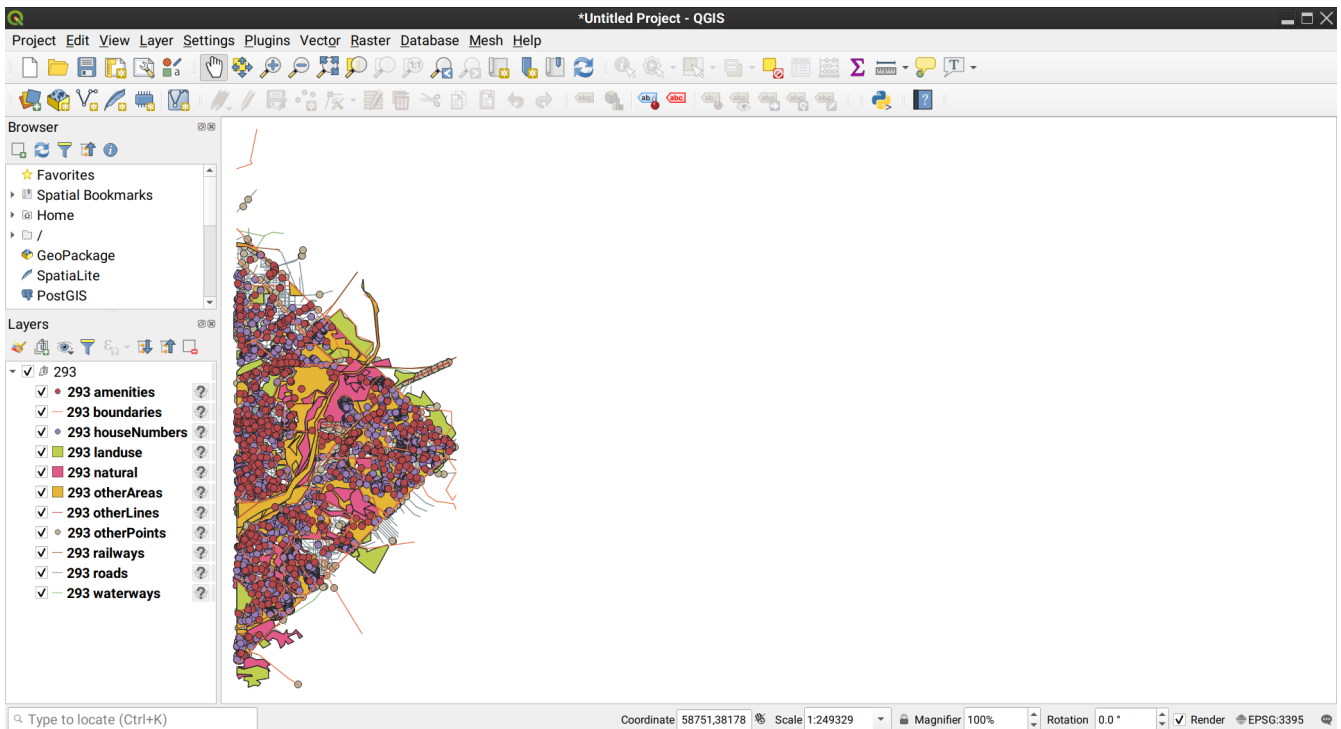 *Untitled Project - QGIS
Project Edit View Layer Settings Plugins Vector Raster Database Mesh Help
Browser
Favorites
Spatial Bookmarks
Home
/
GeoPackage
SpatiaLite
PostGIS
Layers
293
293 amenities
293 boundaries
293 houseNumbers
293 landuse
293 natural
293 otherAreas
293 otherLines
293 otherPoints
293 railways
293 roads
293 waterways
Type to locate (Ctrl+K) Coordinate 58751,38178 Scale 1:249329 Magnifier 100% Rotation 0.0 ° Render EPSG:3395